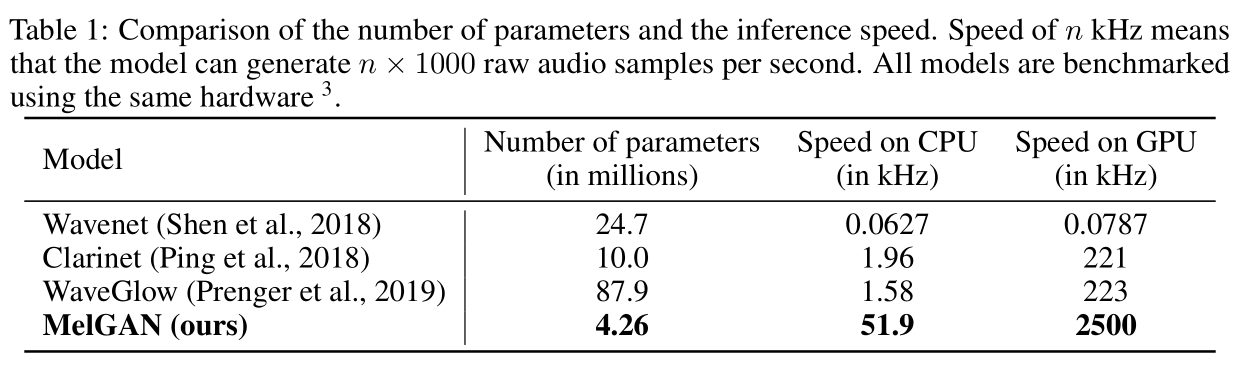 Table 1: Comparison of the number of parameters and the inference speed. Speed of n kHz means
that the model can generate n × 1000 raw audio samples per second. All models are benchmarked
using the same hardware ³.
Model Number of parameters (in millions) Speed on CPU (in kHz) Speed on GPU (in kHz)
Wavenet (Shen et al., 2018) 24.7 0.0627 0.0787
Clarinet (Ping et al., 2018) 10.0 1.96 221
WaveGlow (Prenger et al., 2019) 87.9 1.58 223
MelGAN (ours) 4.26 51.9 2500